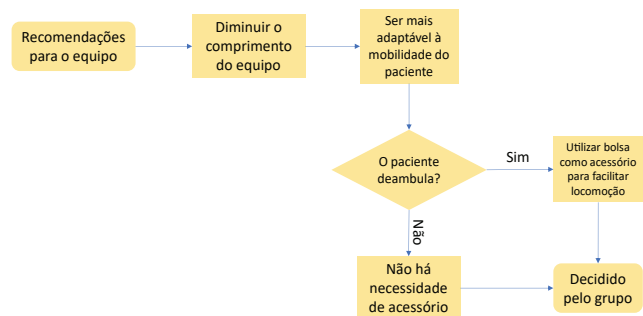 Recomendações
para o equipo
Diminuir o
comprimento
do equipo
Ser mais
adaptável à
mobilidade do
paciente
O paciente
deambula?
Sim
Utilizar bolsa
como acessório
para facilitar
locomoção
Não
Não há
necessidade
de acessório
Decidido
pelo grupo